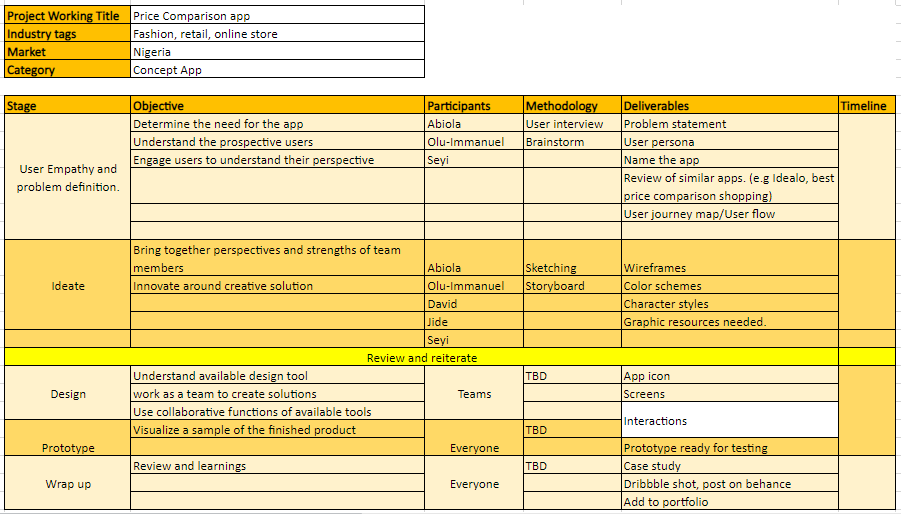 Project Working Title Price Comparison app
Industry tags Fashion, retail, online store
Market Nigeria
Category Concept App
Stage Objective Participants Methodology Deliverables Timeline
Determine the need for the app Abiola User interview Problem statement
Understand the prospective users Olu-Immanuel Brainstorm User persona
Engage users to understand their perspective Seyi Name the app
User Empathy and
problem definition.
Review of similar apps. (e.g Idealo, best
price comparison shopping)
User journey map/User flow
Bring together perspectives and strengths of team
members Abiola Sketching Wireframes
Ideate Innovate around creative solution Olu-Immanuel Storyboard Color schemes
David Character styles
Jide Graphic resources needed.
Seyi
Review and reiterate
Understand available design tool TBD App icon
Design work as a team to create solutions Teams Screens
Use collaborative functions of available tools
Interactions
Visualize a sample of the finished product TBD
Prototype Everyone Prototype ready for testing
Review and learnings TBD Case study
Wrap up Everyone Dribbble shot, post on behance
Add to portfolio